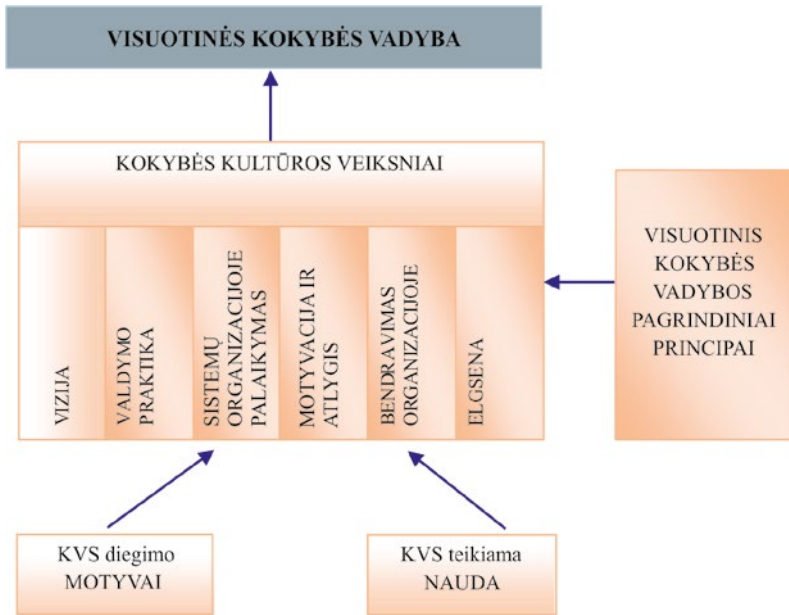 VISUOTINĖS KOKYBĖS VADYBA
KOKYBĖS KULTŪROS VEIKSNIAI
VIZIJA
VALDYMO
PRAKTIKA
SISTEMŲ
ORGANIZACIJOJE
PALAIKYMAS
MOTYVACIJA IR
ATLYGIS
BENDRAVIMAS
ORGANIZACIJOJE
ELGSENA
VISUOTINIS
KOKYBĖS
VADYBOS
PAGRINDINIAI
PRINCIPAI
KVS diegimo
MOTYVAI
KVS teikiama
NAUDA